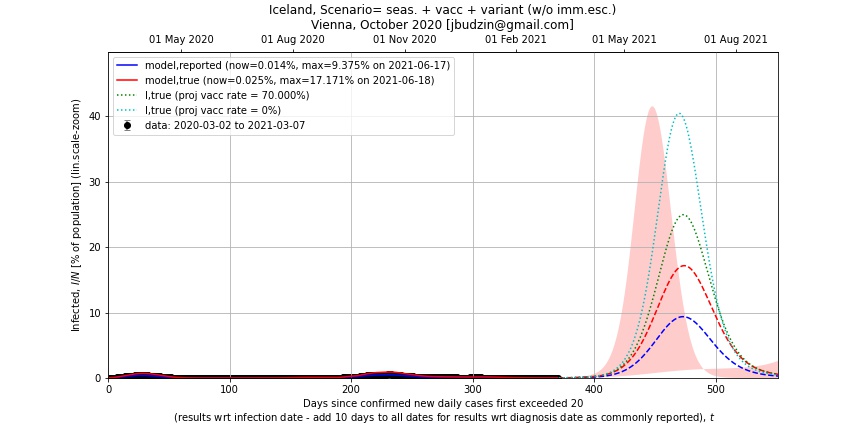 Iceland, Scenario= seas. + vacc + variant (w/o imm.esc.)
Vienna, October 2020 [jbudzin@gmail.com]
01 May 2020 01 Aug 2020 01 Nov 2020 01 Feb 2021 01 May 2021 01 Aug 2021
model,reported (now=0.014%, max=9.375% on 2021-06-17)
model,true (now=0.025%, max=17.171% on 2021-06-18)
I,true (proj vacc rate = 70.000%)
I,true (proj vacc rate = 0%)
data: 2020-03-02 to 2021-03-07
Infected, I/N [% of population] (lin.scale-zoom)
40
30
20
10
0
0 100 200 300 400 500
Days since confirmed new daily cases first exceeded 20
(results wrt infection date - add 10 days to all dates for results wrt diagnosis date as commonly reported), t